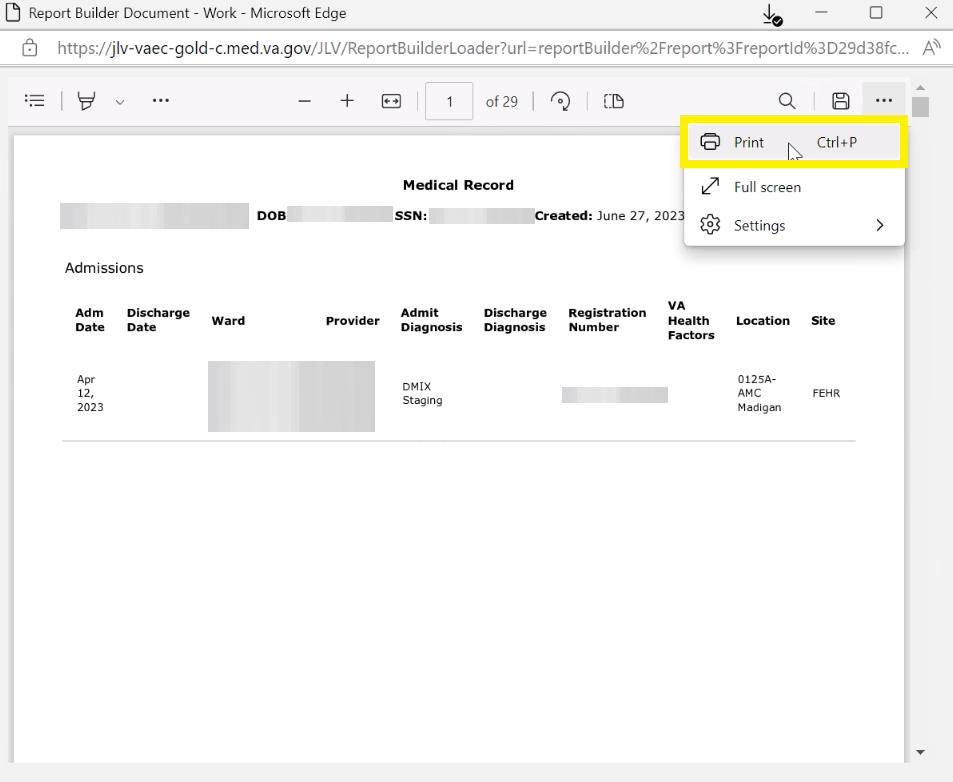 Report Builder Document - Work - Microsoft Edge
https://jlv-vaec-gold-c.med.va.gov/JLV/ReportBuilderLoader?url=reportBuilder%2Freport%3FreportId%3D29d38fc...
1 of 29
Print Ctrl+P
Full screen
Settings
Medical Record
DOB SSN: Created: June 27, 2023
Admissions
Adm Date
Discharge Date
Ward
Provider
Admit Diagnosis
Discharge Diagnosis
Registration Number
VA Health Factors
Location
Site
Apr 12, 2023
DMIX Staging
0125A-AMC Madigan
FEHR